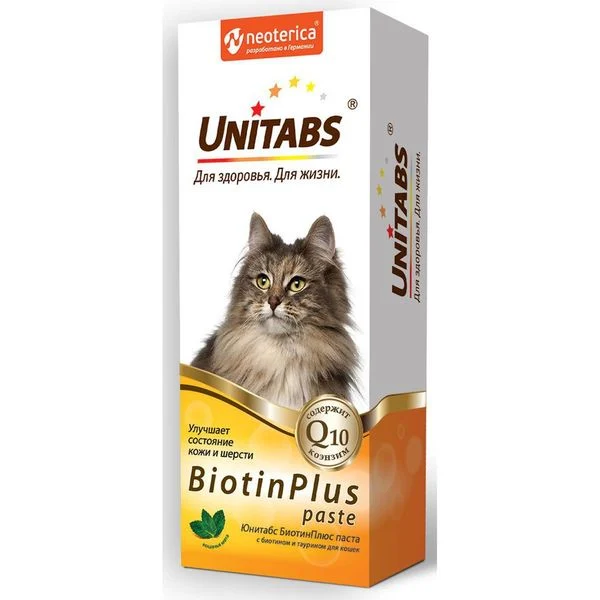 neoterica®
разработано в Германии
UNITABS®
Для здоровья. Для жизни.
содержит
Q10
коэнзим
Улучшает
состояние
кожи и шерсти
BiotinPlus
paste
Юнитабс БиотинПлюс паста
с биотином и таурином для кошек
UNITABS®
Для здоровья. Для жизни.